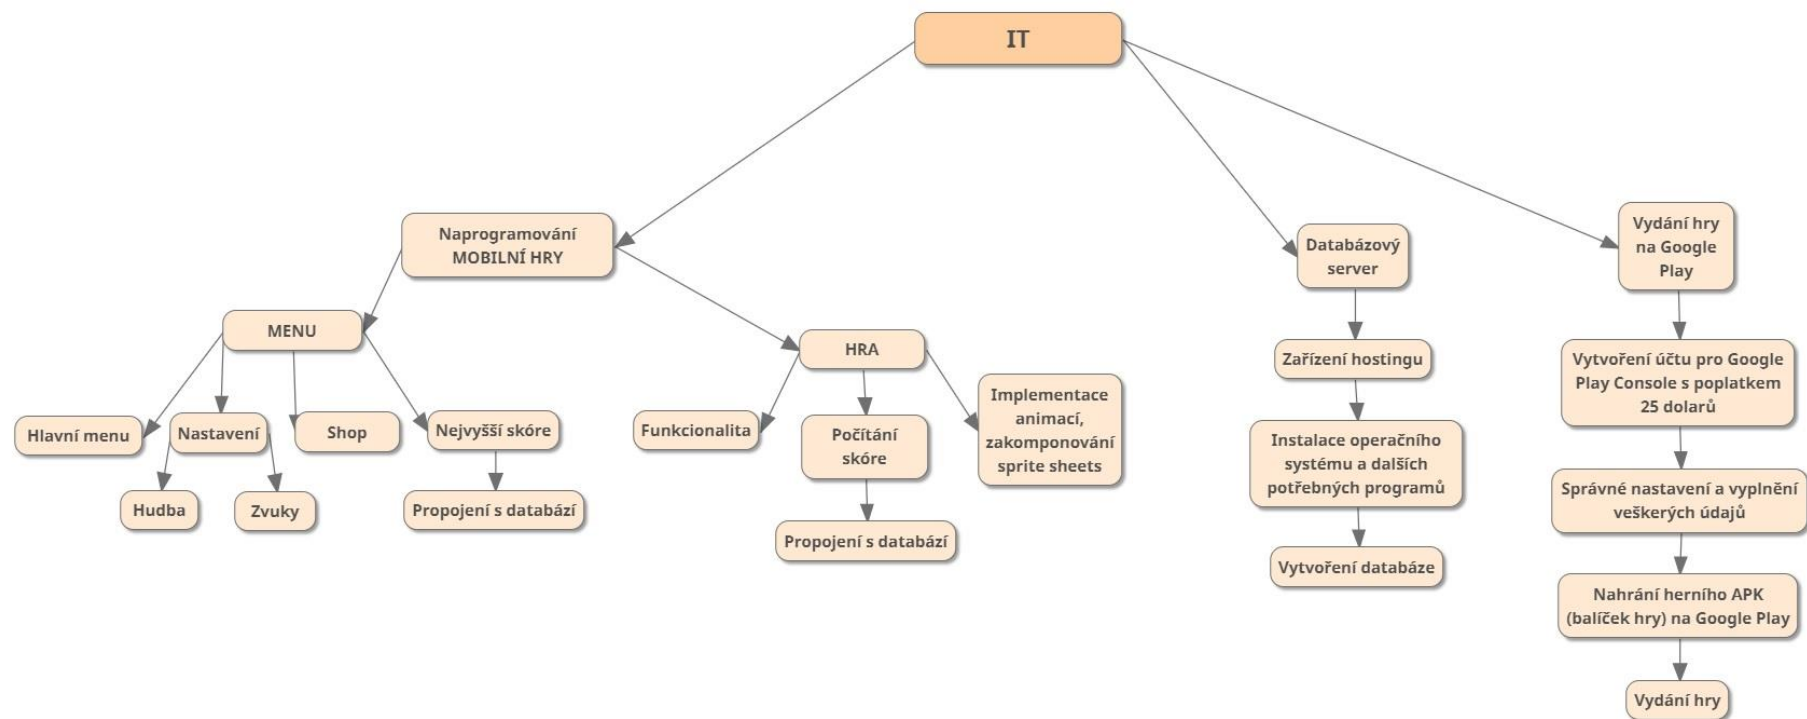 IT
Naprogramování
MOBILNÍ HRY
MENU
Hlavní menu
Nastavení
Hudba
Zvuky
Shop
Nejvyšší skóre
Propojení s databází
HRA
Funkcionalita
Počítání
skóre
Propojení s databází
Implementace
animací,
zakomponování
sprite sheets
Databázový
server
Zařízení hostingu
Instalace operačního
systému a dalších
potřebných programů
Vytvoření databáze
Vydání hry
na Google
Play
Vytvoření účtu pro Google
Play Console s poplatkem
25 dolarů
Správné nastavení a vyplnění
veškerých údajů
Nahrání herního APK
(balíček hry) na Google Play
Vydání hry